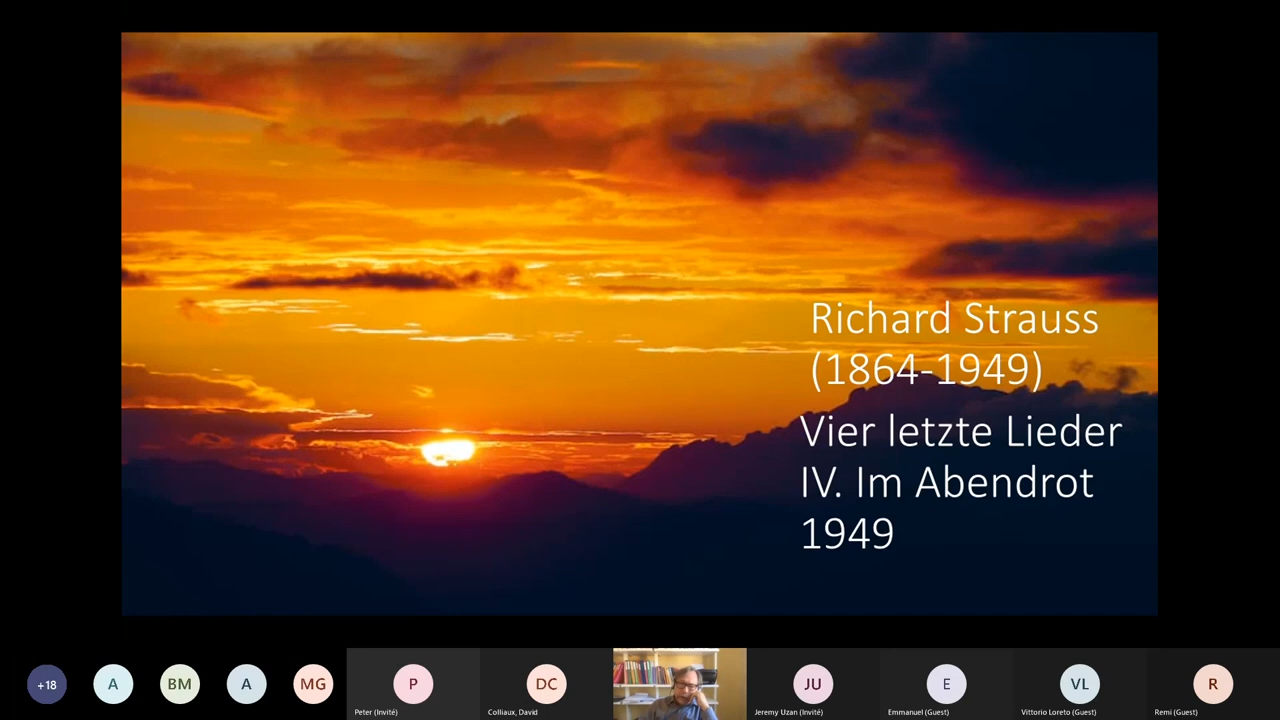 Richard Strauss
(1864-1949)
Vier letzte Lieder
IV. Im Abendrot
1949
+18
A
BM
A
MG
P
DC
JU
E
VL
R
Peter (Invité)
Colliaux, David
Jeremy Uzan (Invité)
Emmanuel (Guest)
Vittorio Loreto (Guest)
Remi (Guest)